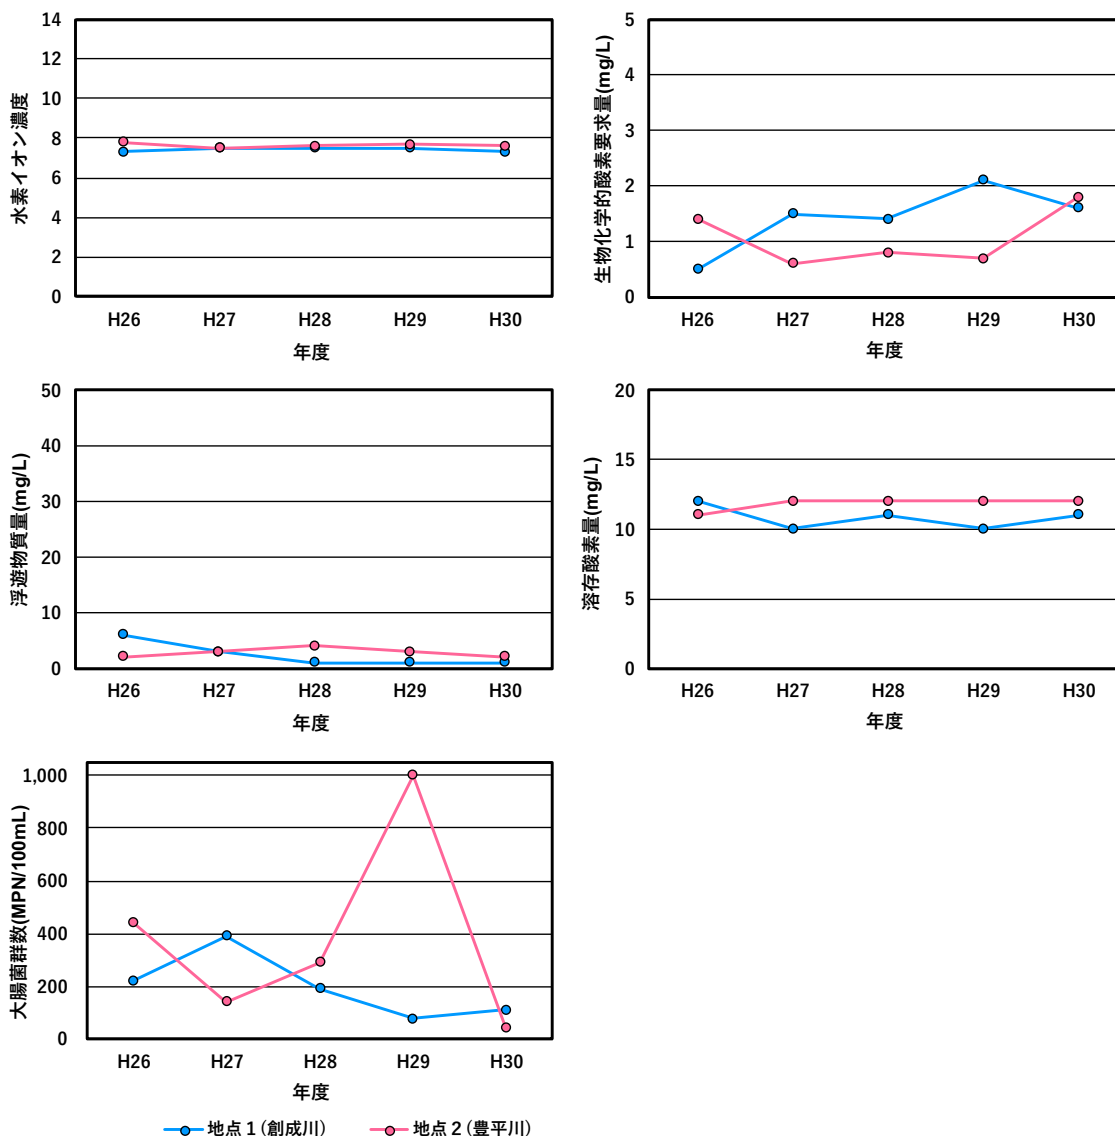 水素イオン濃度
14
12
10
8
6
4
2
0
H26 H27 H28 H29 H30
年度
生物化学的酸素要求量(mg/L)
5
4
3
2
1
0
H26 H27 H28 H29 H30
年度
浮遊物質量(mg/L)
50
40
30
20
10
0
H26 H27 H28 H29 H30
年度
溶存酸素量(mg/L)
20
15
10
5
0
H26 H27 H28 H29 H30
年度
大腸菌群数(MPN/100mL)
1,000
800
600
400
200
0
H26 H27 H28 H29 H30
年度
地点1(創成川) 地点2(豊平川)